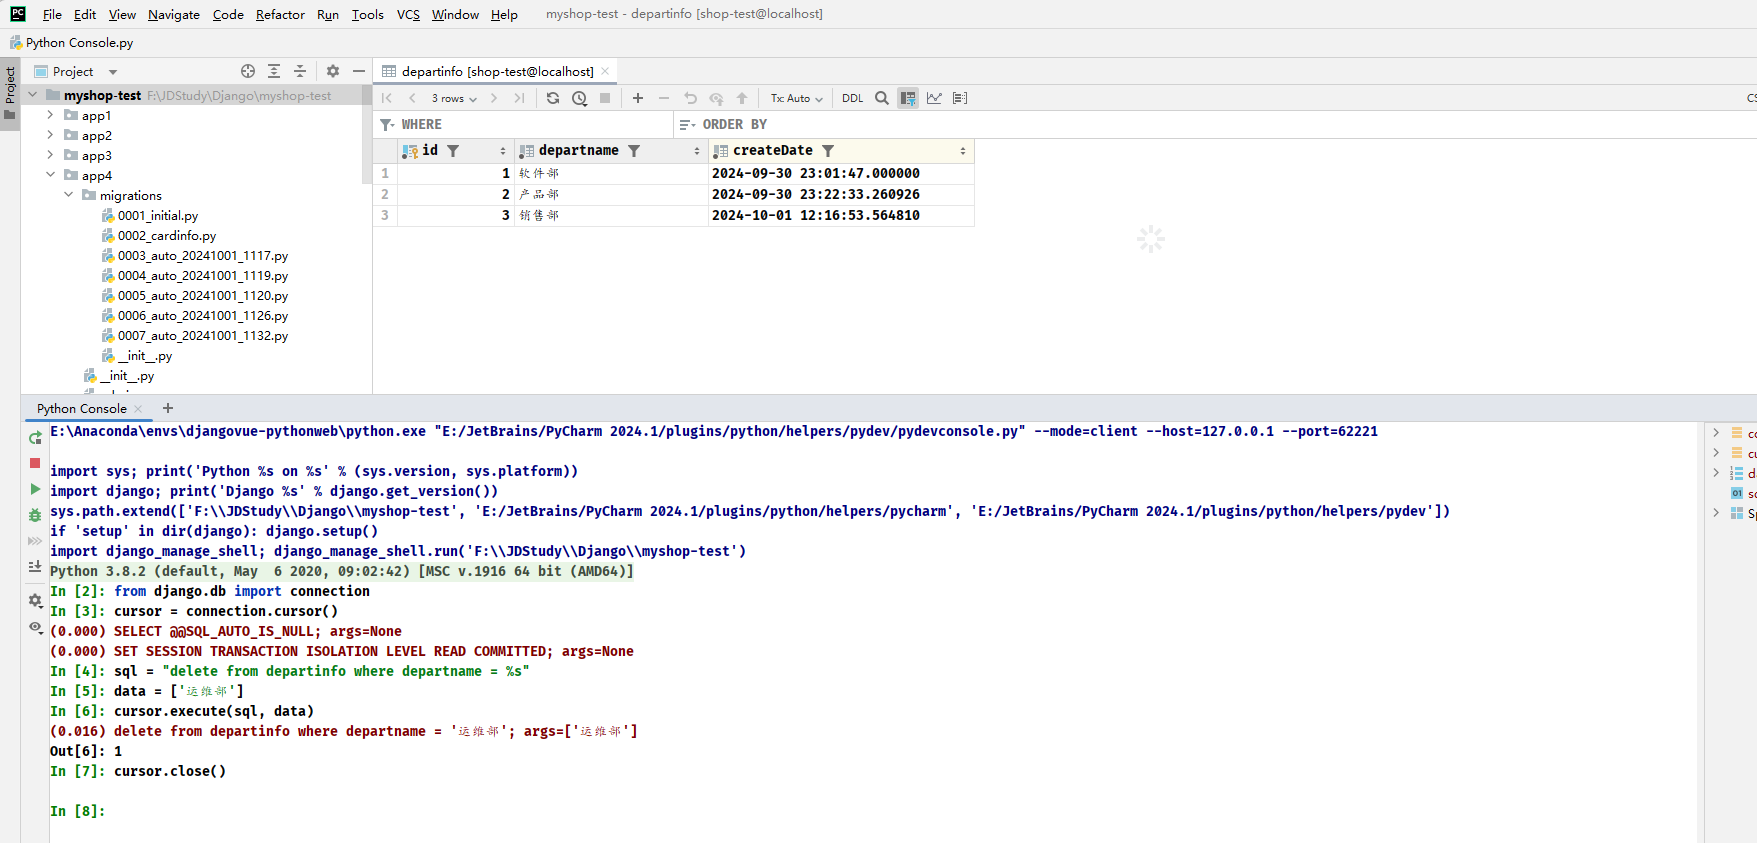 File Edit View Navigate Code Refactor Run Tools VCS Window Help myshop-test - departinfo [shop-test@localhost]
Python Console.py
Project
Project
myshop-test F:\JDStudy\Django\myshop-test
app1
app2
app3
app4
migrations
0001_initial.py
0002_cardinfo.py
0003_auto_20241001_1117.py
0004_auto_20241001_1119.py
0005_auto_20241001_1120.py
0006_auto_20241001_1126.py
0007_auto_20241001_1132.py
__init__.py
__init__.py
departinfo [shop-test@localhost]
3 rows Tx: Auto DDL CS
WHERE ORDER BY
id departname createDate
1 1 软件部 2024-09-30 23:01:47.000000
2 2 产品部 2024-09-30 23:22:33.260926
3 3 销售部 2024-10-01 12:16:53.564810
Python Console
E:\Anaconda\envs\djangovue-pythonweb\python.exe "E:/JetBrains/PyCharm 2024.1/plugins/python/helpers/pydev/pydevconsole.py" --mode=client --host=127.0.0.1 --port=62221
import sys; print('Python %s on %s' % (sys.version, sys.platform))
import django; print('Django %s' % django.get_version())
sys.path.extend(['F:\\JDStudy\\Django\\myshop-test', 'E:/JetBrains/PyCharm 2024.1/plugins/python/helpers/pycharm', 'E:/JetBrains/PyCharm 2024.1/plugins/python/helpers/pydev'])
if 'setup' in dir(django): django.setup()
import django_manage_shell; django_manage_shell.run('F:\\JDStudy\\Django\\myshop-test')
Python 3.8.2 (default, May  6 2020, 09:02:42) [MSC v.1916 64 bit (AMD64)]
In [2]: from django.db import connection
In [3]: cursor = connection.cursor()
(0.000) SELECT @@SQL_AUTO_IS_NULL; args=None
(0.000) SET SESSION TRANSACTION ISOLATION LEVEL READ COMMITTED; args=None
In [4]: sql = "delete from departinfo where departname = %s"
In [5]: data = ['运维部']
In [6]: cursor.execute(sql, data)
(0.016) delete from departinfo where departname = '运维部'; args=['运维部']
Out[6]: 1
In [7]: cursor.close()
In [8]: